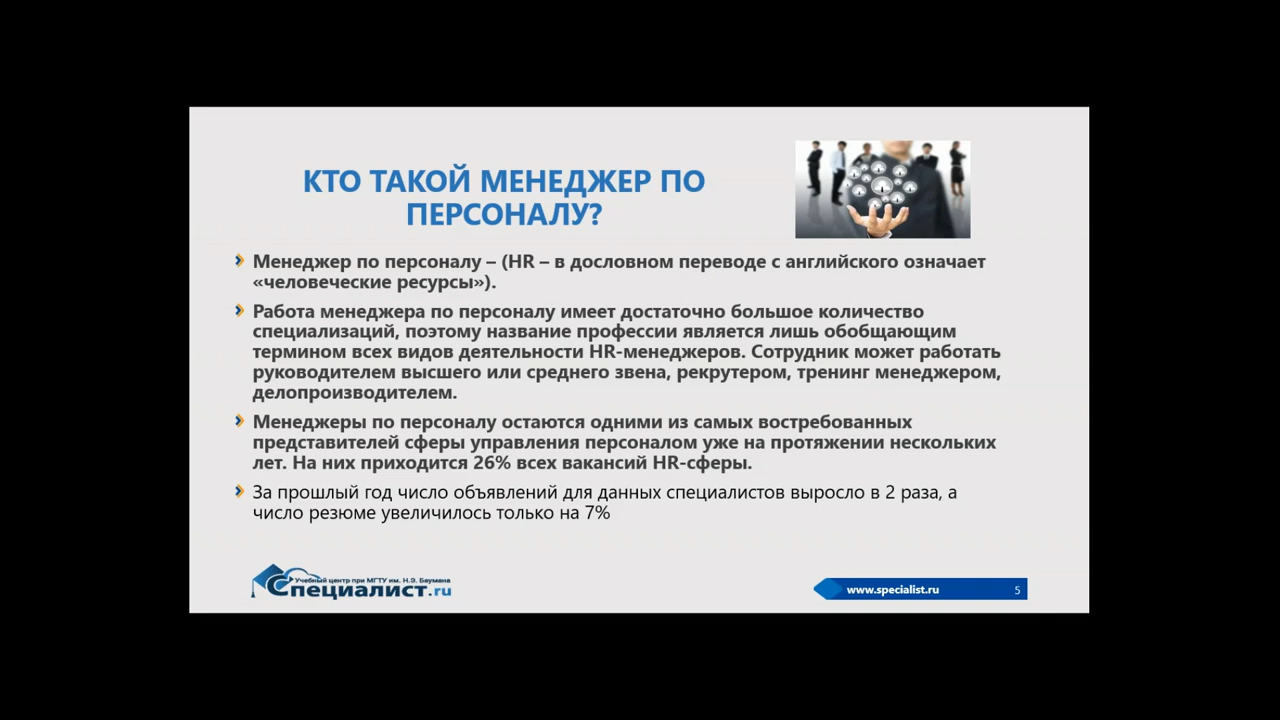 КТО ТАКОЙ МЕНЕДЖЕР ПО
ПЕРСОНАЛУ?
Менеджер по персоналу – (HR – в дословном переводе с английского означает
«человеческие ресурсы»).
Работа менеджера по персоналу имеет достаточно большое количество
специализаций, поэтому название профессии является лишь обобщающим
термином всех видов деятельности HR-менеджеров. Сотрудник может работать
руководителем высшего или среднего звена, рекрутером, тренинг менеджером,
делопроизводителем.
Менеджеры по персоналу остаются одними из самых востребованных
представителей сферы управления персоналом уже на протяжении нескольких
лет. На них приходится 26% всех вакансий HR-сферы.
За прошлый год число объявлений для данных специалистов выросло в 2 раза, а
число резюме увеличилось только на 7%
Учебный центр при МГТУ им. Н.Э. Баумана
Специалист.ru
www.specialist.ru
5